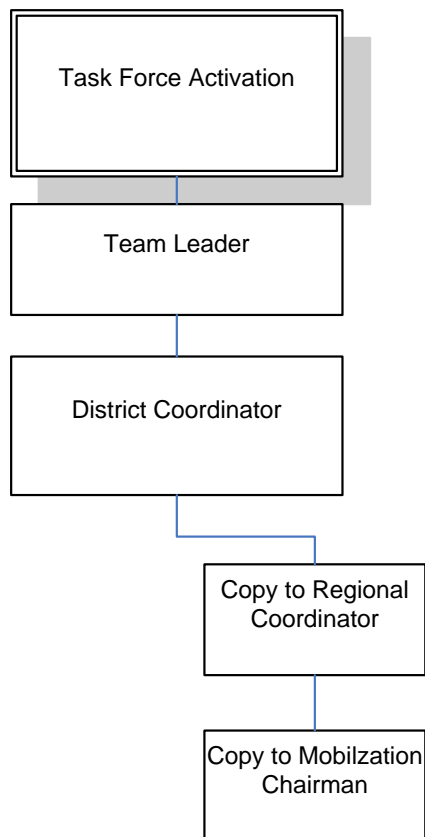 Task Force Activation
Team Leader
District Coordinator
Copy to Regional
Coordinator
Copy to Mobilzation
Chairman